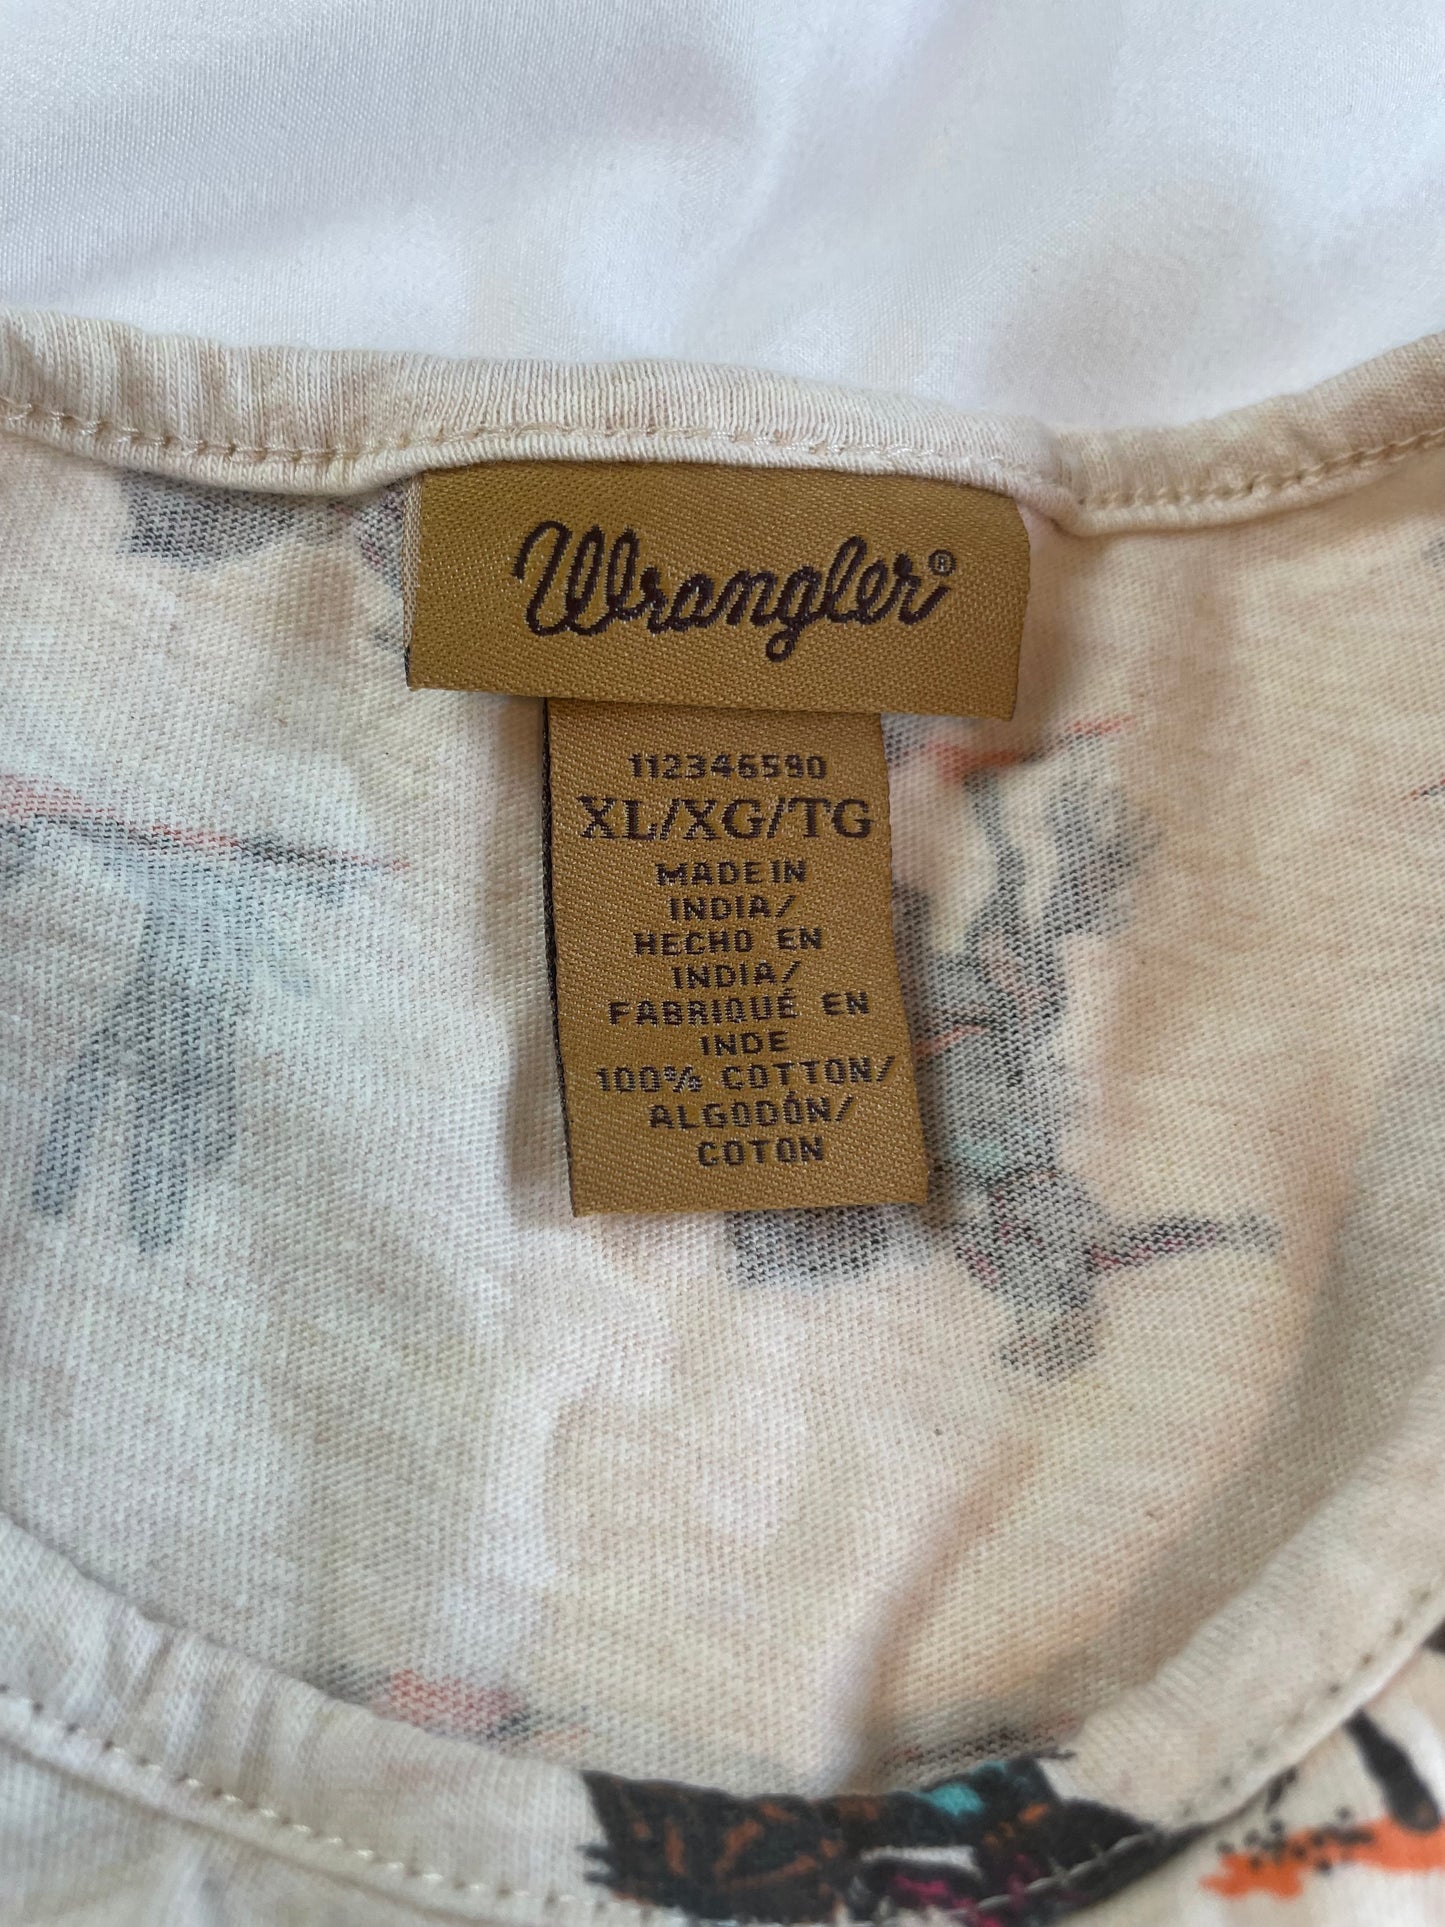 Wrangler®
112346590
XL/XG/TG
MADE IN
INDIA/
HECHO EN
INDIA/
FABRIQUÉ EN
INDE
100% COTTON/
ALGODÓN/
COTON